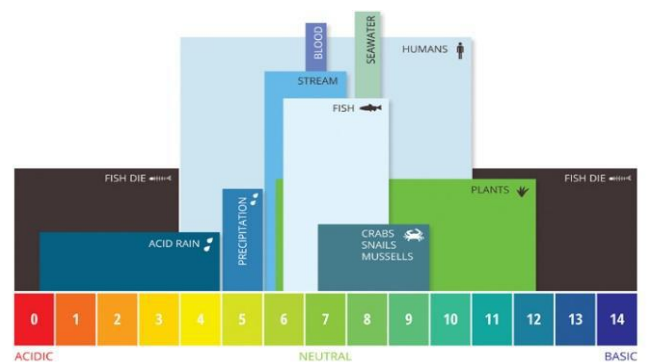 BLOOD
SEAWATER
HUMANS
STREAM
FISH
FISH DIE
FISH DIE
PLANTS
PRECIPITATION
CRABS
SNAILS
MUSSELLS
ACID RAIN
0 1 2 3 4 5 6 7 8 9 10 11 12 13 14
ACIDIC NEUTRAL BASIC